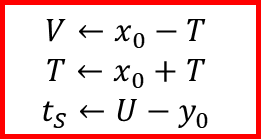 V ← x₀ − T
T ← x₀ + T
t_S ← U − y₀